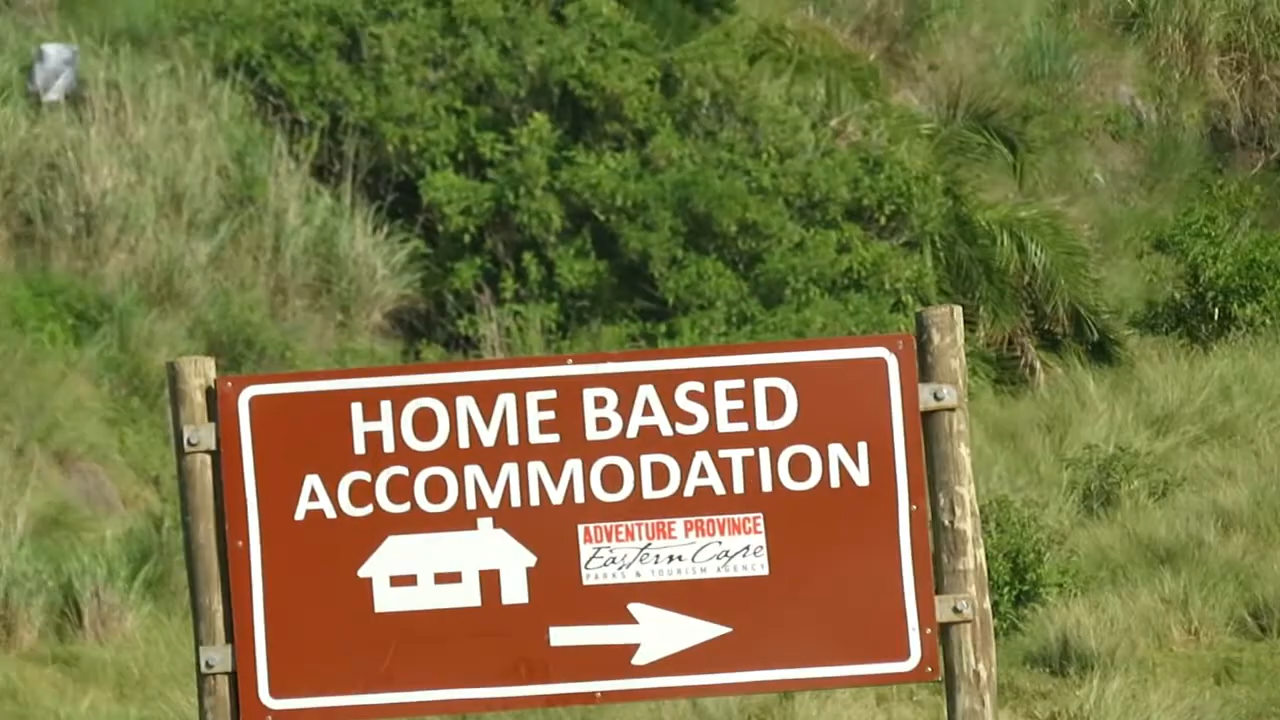 HOME BASED
ACCOMMODATION
ADVENTURE PROVINCE
Eastern Cape
PARKS & TOURISM AGENCY